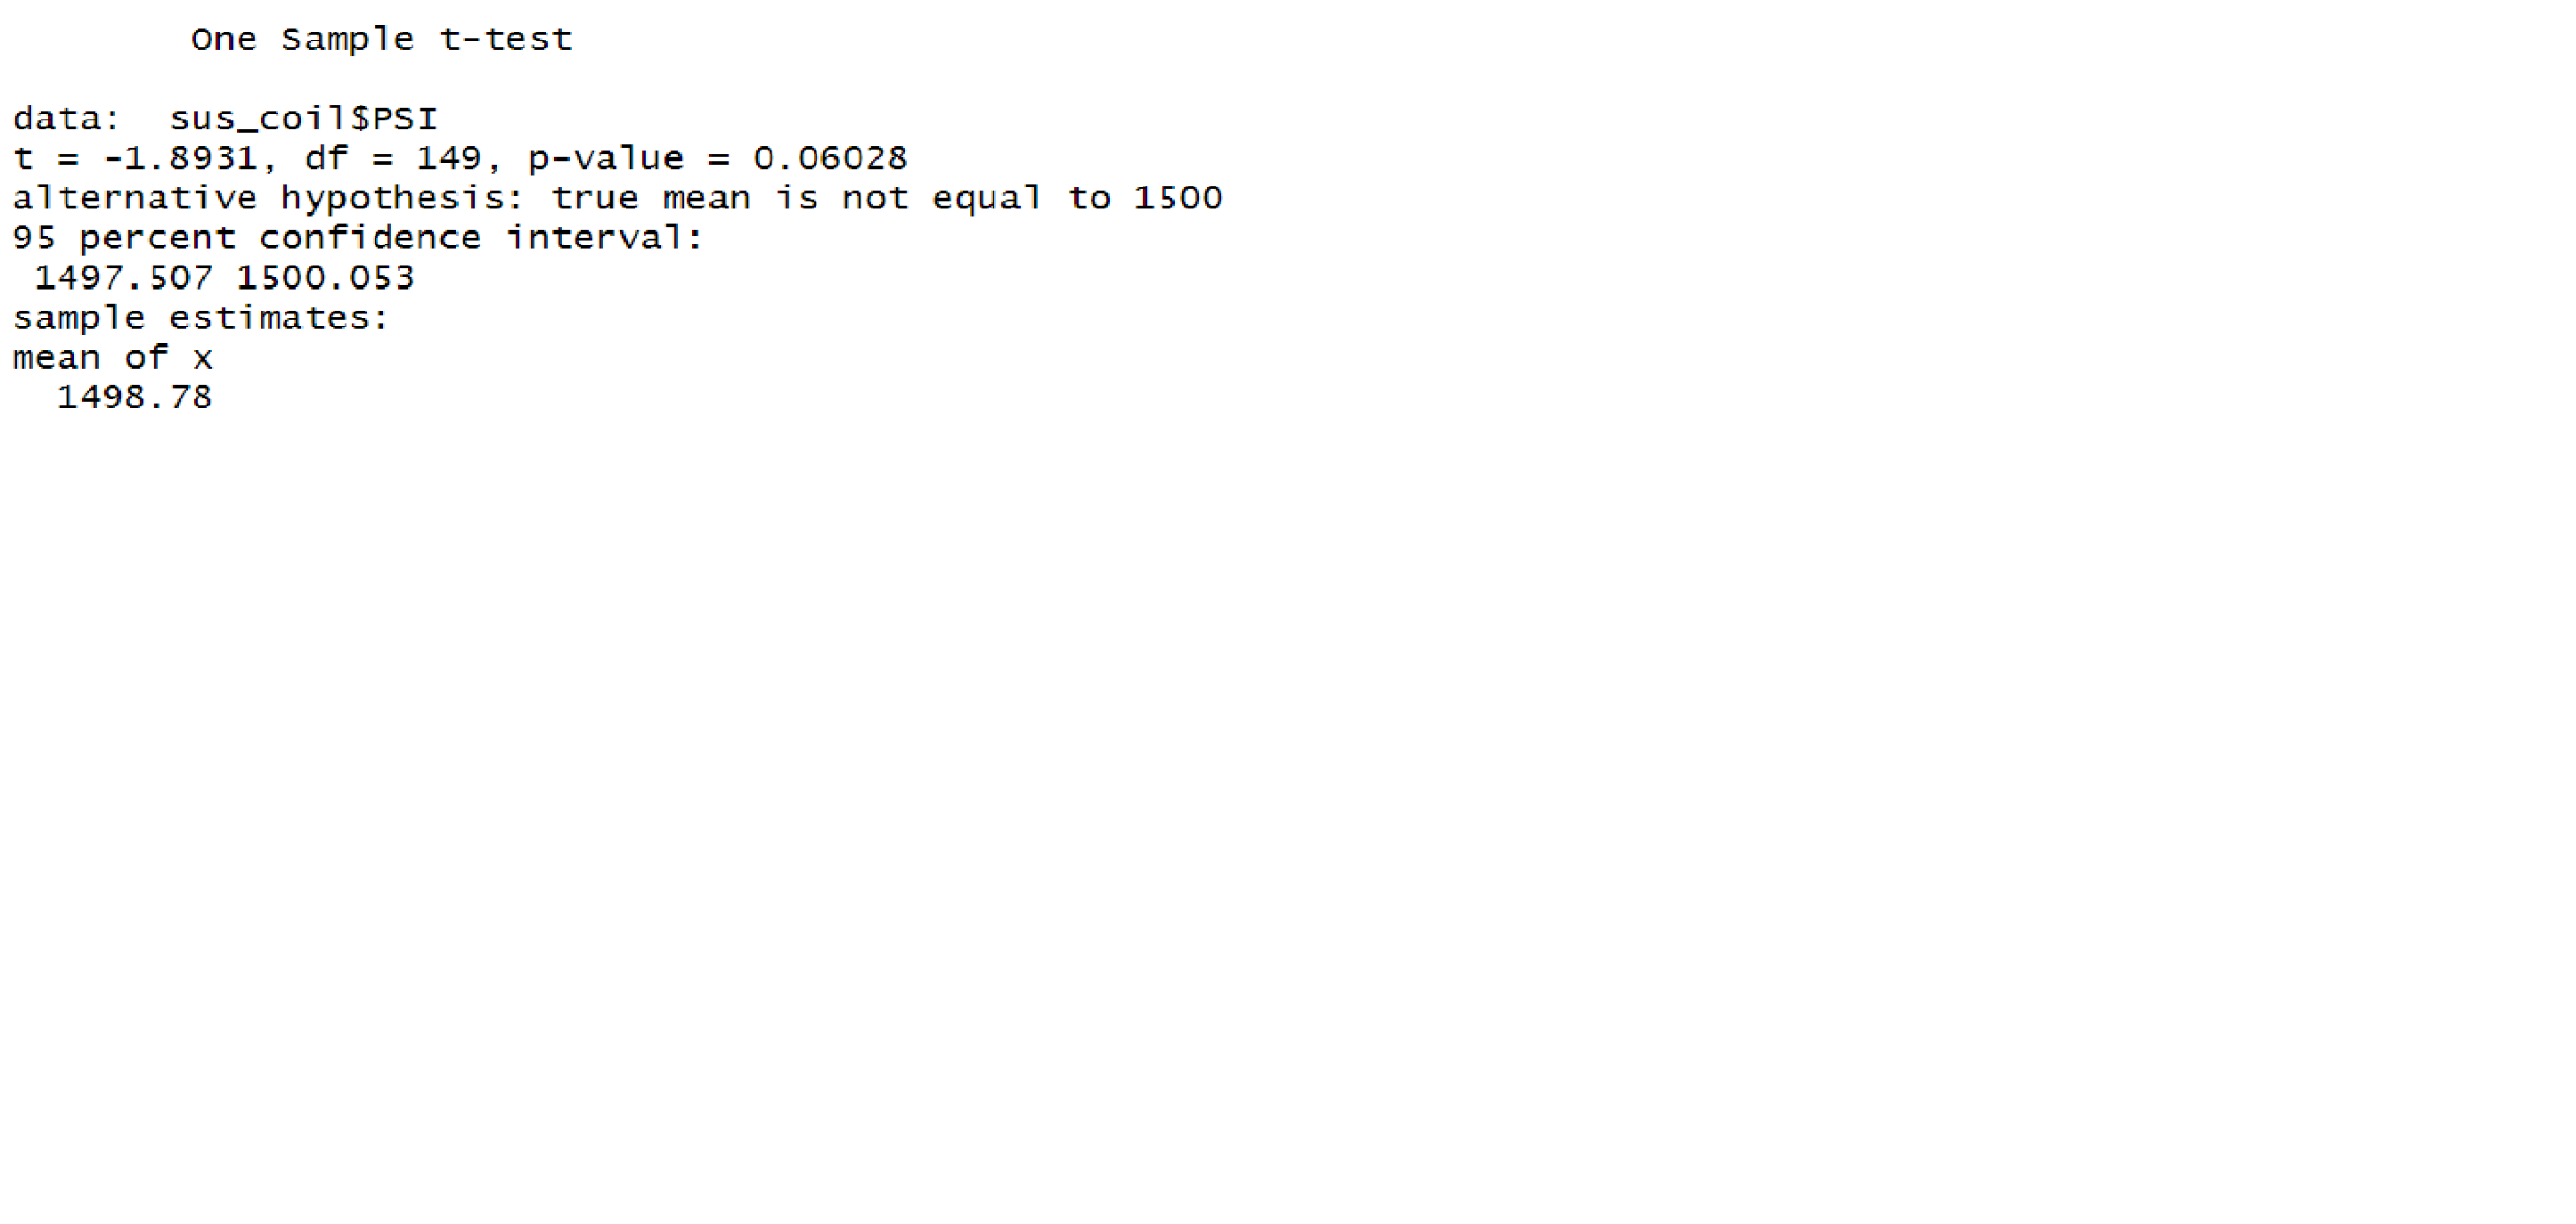 One Sample t-test
data:  sus_coil$PSI
t = -1.8931, df = 149, p-value = 0.06028
alternative hypothesis: true mean is not equal to 1500
95 percent confidence interval:
 1497.507 1500.053
sample estimates:
mean of x
  1498.78